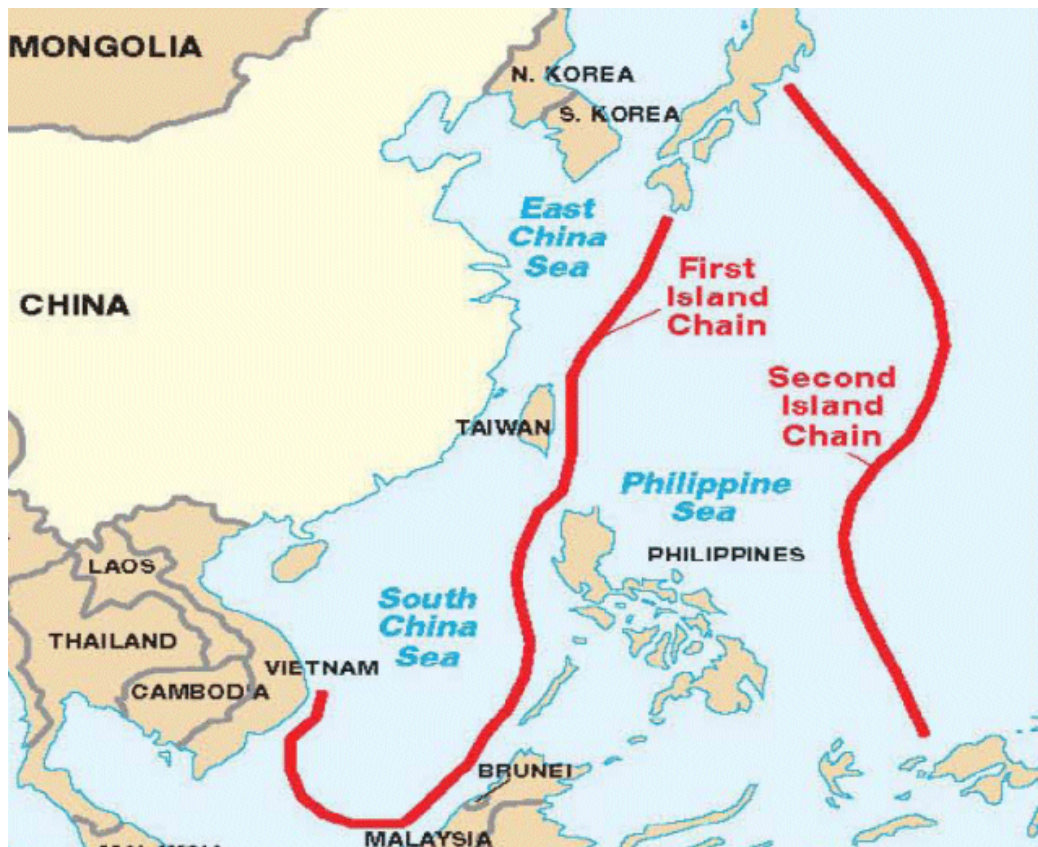 MONGOLIA
N. KOREA
S. KOREA
East
China
Sea
First
Island
Chain
CHINA
Second
Island
Chain
TAIWAN
Philippine
Sea
PHILIPPINES
LAOS
South
China
Sea
THAILAND
VIETNAM
CAMBOD'A
BRUNEI
MALAYSIA